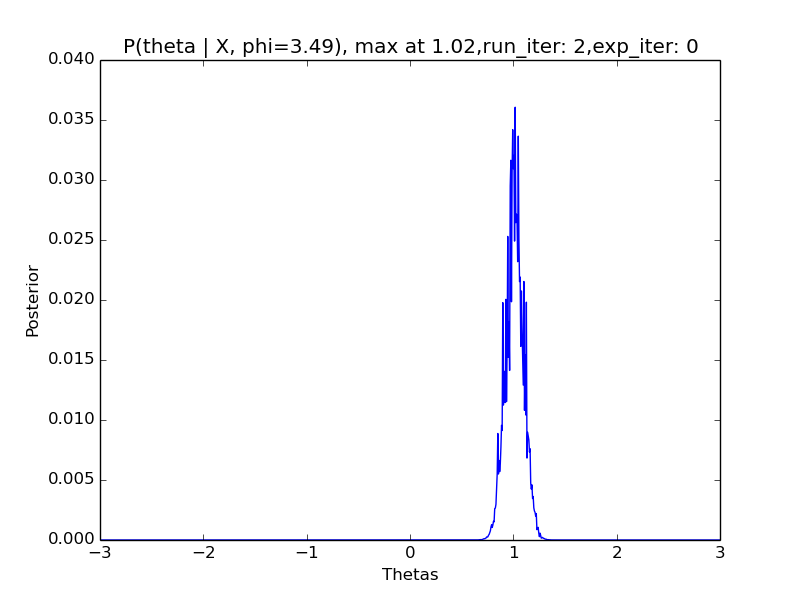 P(theta | X, phi=3.49), max at 1.02,run_iter: 2,exp_iter: 0
0.040
0.035
0.030
0.025
0.020
0.015
0.010
0.005
0.000
Posterior
−3 −2 −1 0 1 2 3
Thetas